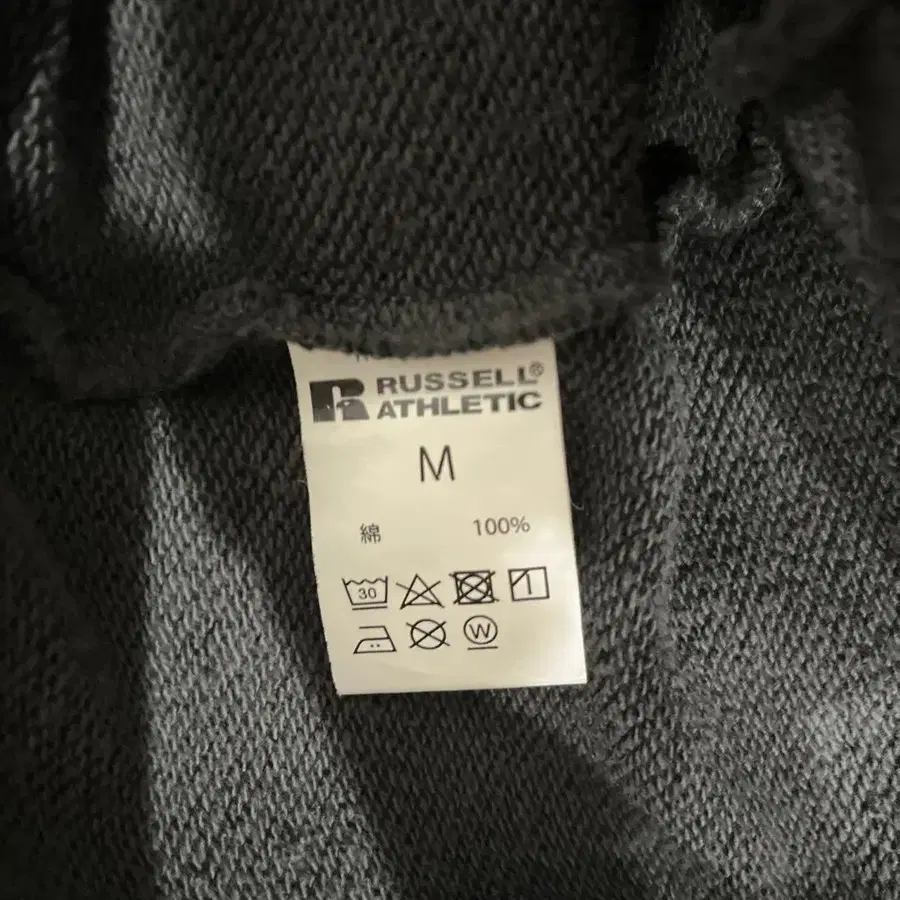 RUSSELL®
ATHLETIC
M
綿 100%
30
W